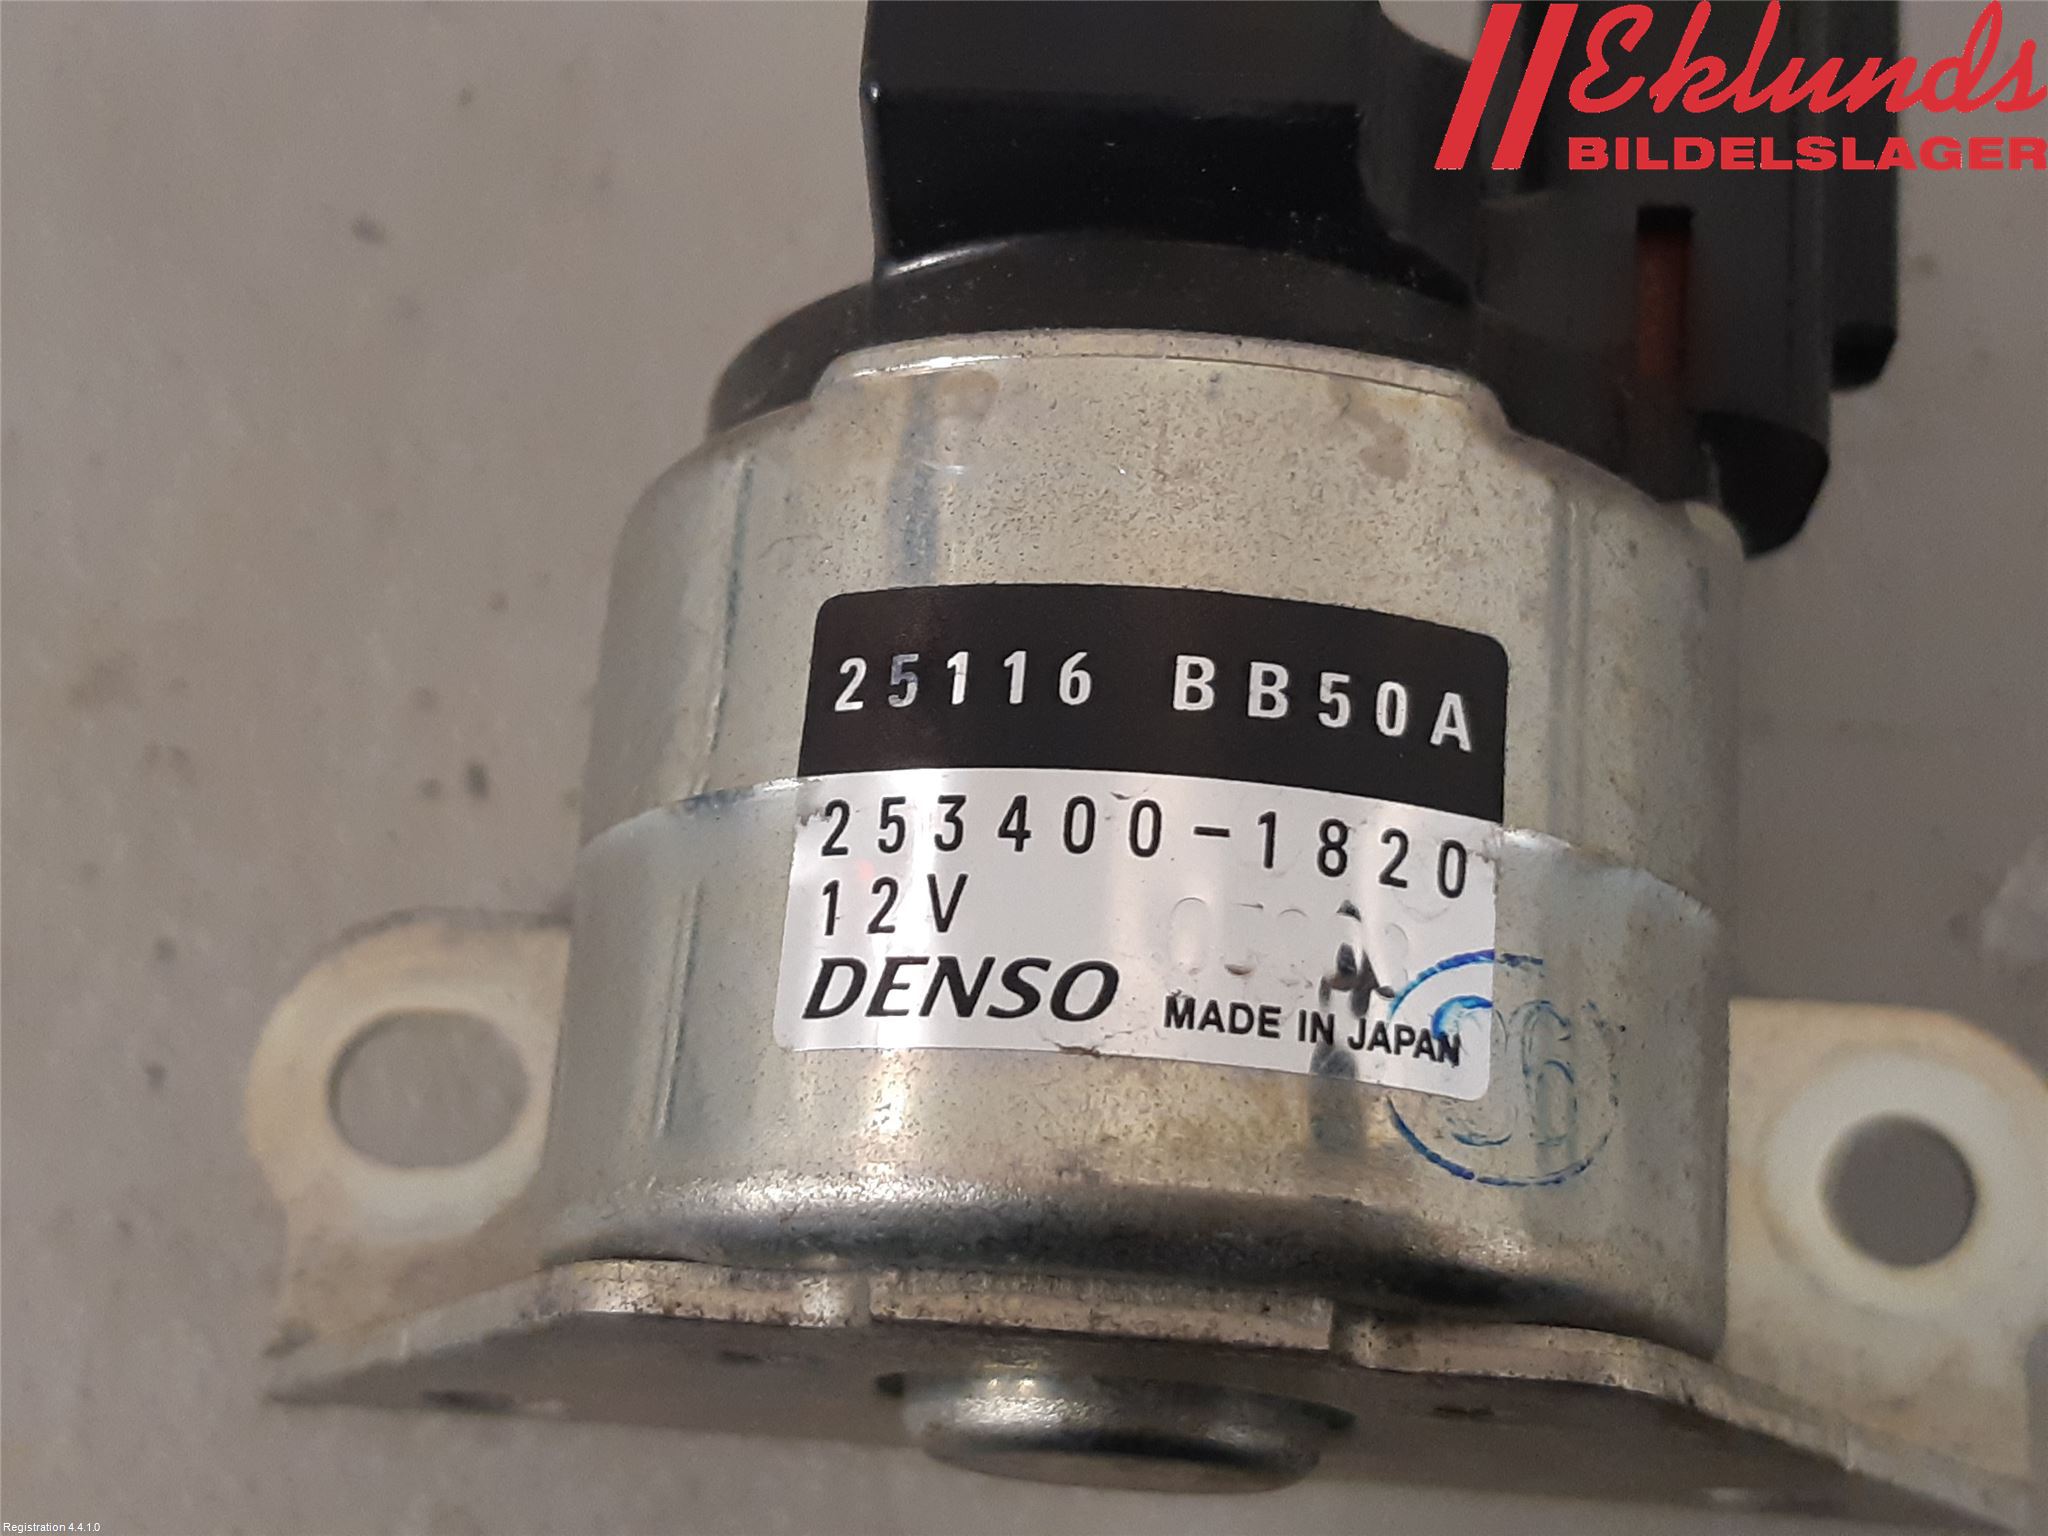 Eklunds
BILDELSLAGER
25116 BB50A
253400-1820
12V
DENSO MADE IN JAPAN
Registration 4.4.1.0